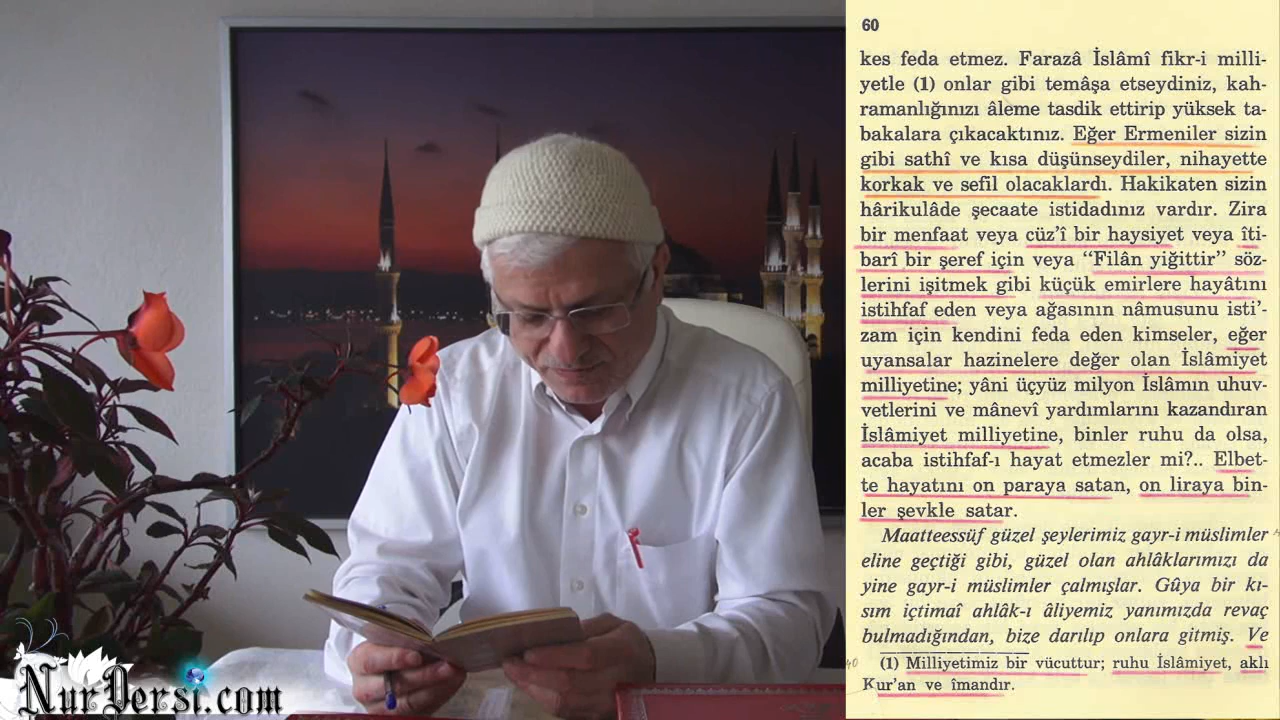 60
kes feda etmez. Farazâ İslâmî fikr-i milli-
yetle (1) onlar gibi temâşa etseydiniz, kah-
ramanlığınızı âleme tasdik ettirip yüksek ta-
bakalara çıkacaktınız. Eğer Ermeniler sizin
gibi sathî ve kısa düşünseydiler, nihayette
korkak ve sefil olacaklardı. Hakikaten sizin
hârikulâde şecaate istidadınız vardır. Zira
bir menfaat veya cüz'î bir haysiyet veya îti-
barî bir şeref için veya "Filân yiğittir" söz-
lerini işitmek gibi küçük emirlere hayâtını
istihfaf eden veya ağasının nâmusunu isti'-
zam için kendini feda eden kimseler, eğer
uyansalar hazinelere değer olan İslâmiyet
milliyetine; yâni üçyüz milyon İslâmın uhuv-
vetlerini ve mânevî yardımlarını kazandıran
İslâmiyet milliyetine, binler ruhu da olsa,
acaba istihfaf-ı hayat etmezler mi?.. Elbet-
te hayatını on paraya satan, on liraya bin-
ler şevkle satar.
Maatteessüf güzel şeylerimiz gayr-i müslimler
eline geçtiği gibi, güzel olan ahlâklarımızı da
yine gayr-i müslimler çalmışlar. Gûya bir kı-
sım içtimaî ahlâk-ı âliyemiz yanımızda revaç
bulmadığından, bize darılıp onlara gitmiş. Ve
(1) Milliyetimiz bir vücuttur; ruhu İslâmiyet, aklı
Kur'an ve îmandır.
NurDersi.com